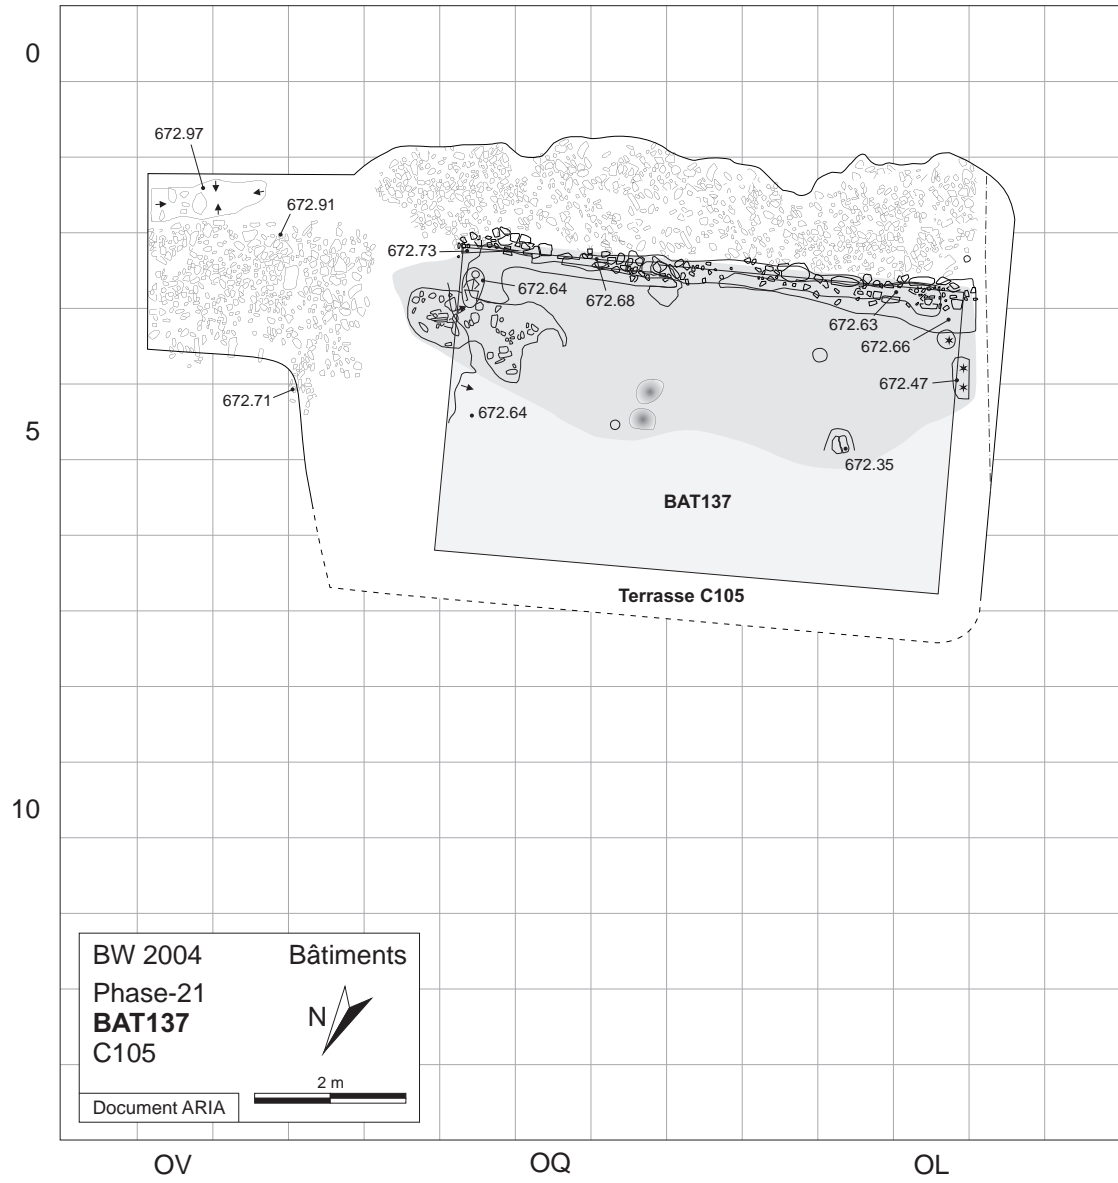 0
672.97
672.91
672.73
672.64
672.68
672.63
672.66
672.47
672.71
672.64
5
672.35
BAT137
Terrasse C105
10
BW 2004 Bâtiments
Phase-21
BAT137
N
C105
2 m
Document ARIA
OV OQ OL